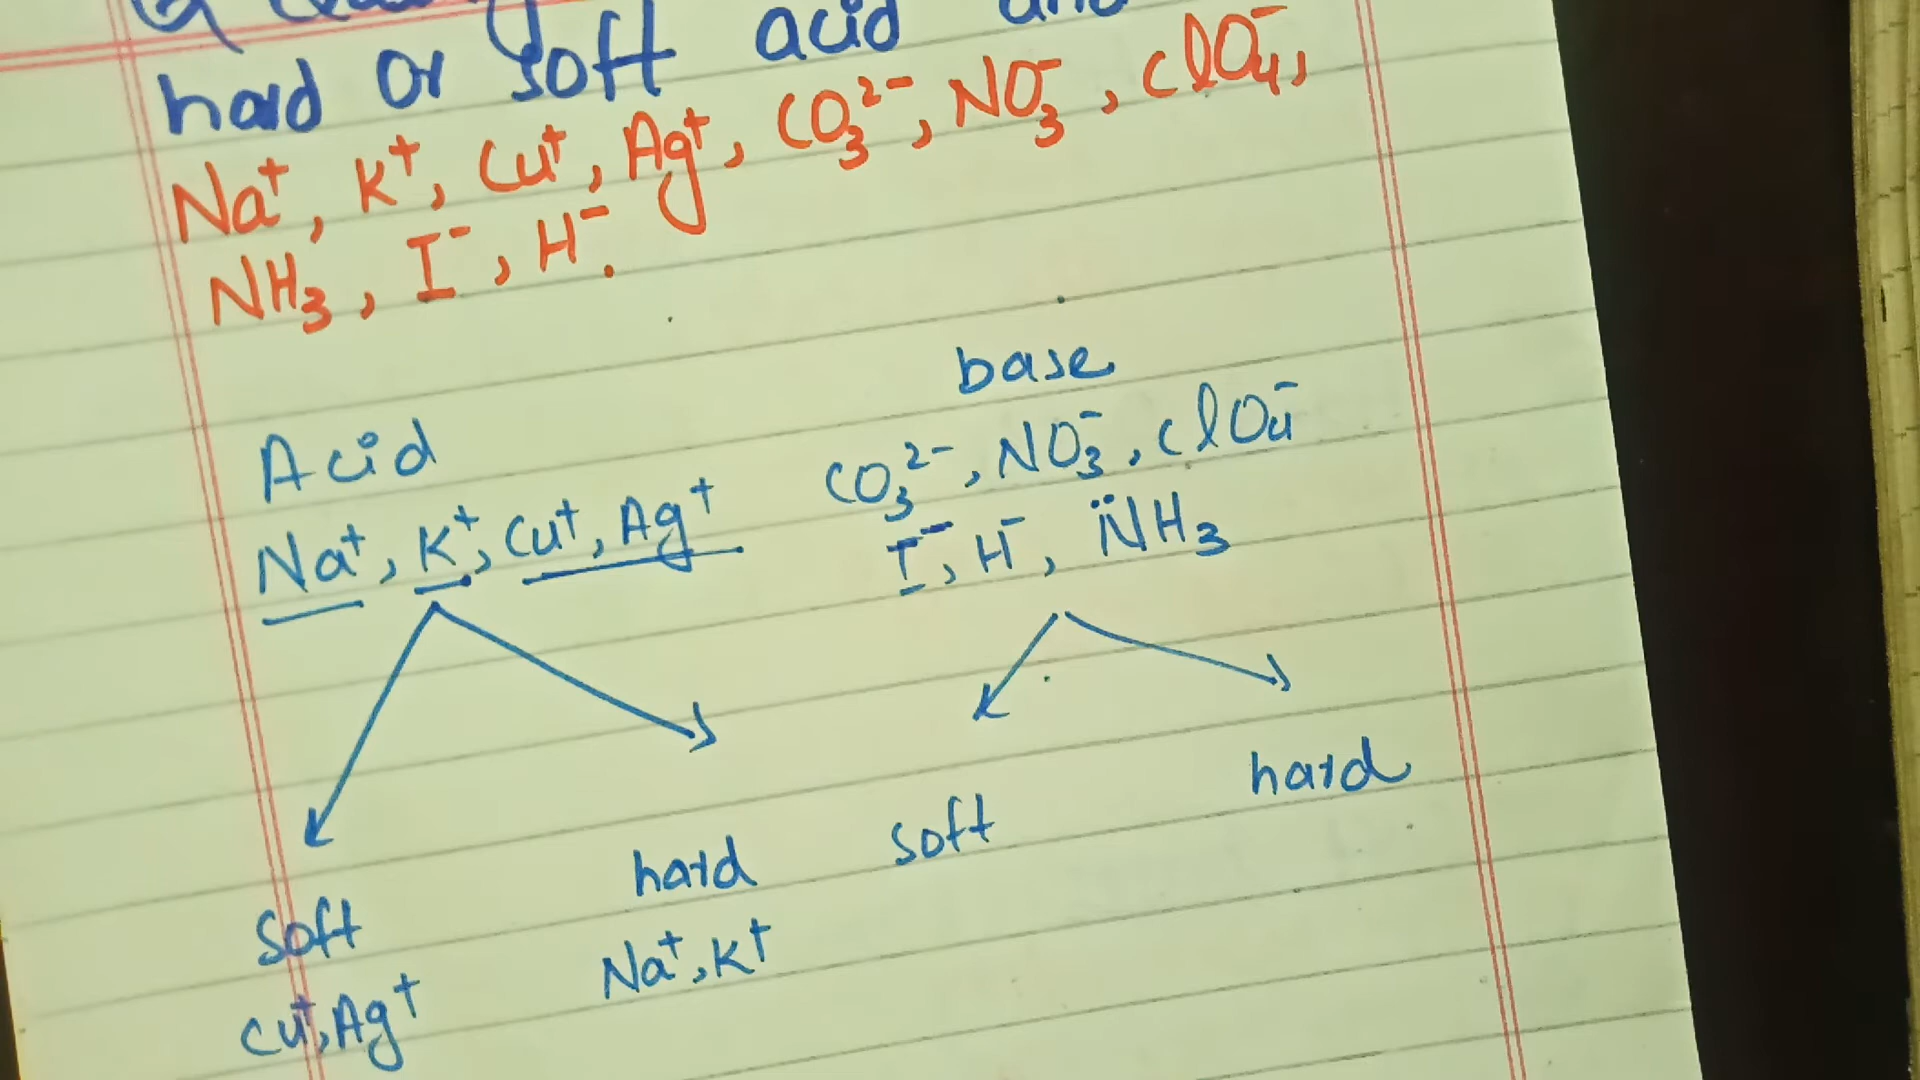 hard or soft acid
Na⁺, K⁺, Cu⁺, Ag⁺, CO₃²⁻, NO₃⁻, ClO₄⁻,
NH₃, I⁻, H⁻.
Acid
base
Na⁺, K⁺, Cu⁺, Ag⁺
CO₃²⁻, NO₃⁻, ClO₄⁻
I⁻, H⁻, N̈H₃
soft
hard
soft
hard
Cu⁺, Ag⁺
Na⁺, K⁺